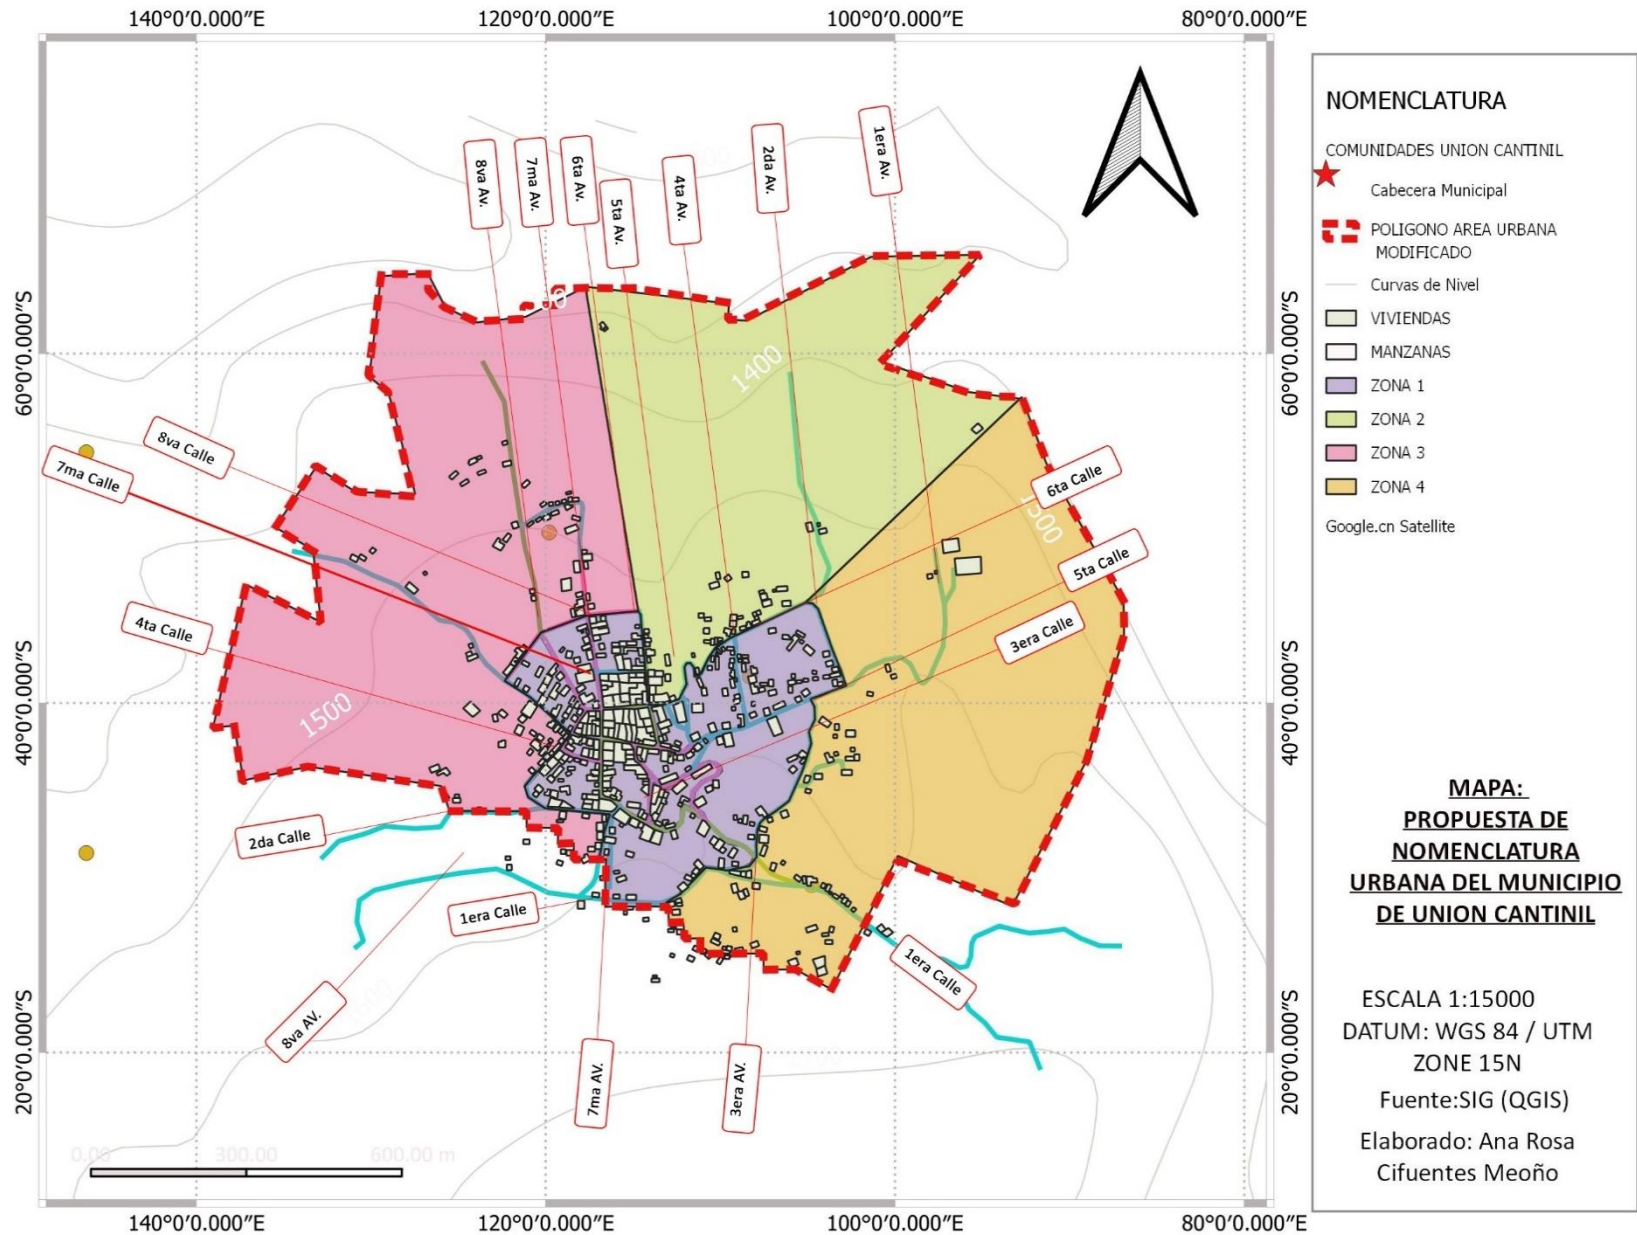 140°0'0.000"E
120°0'0.000"E
100°0'0.000"E
80°0'0.000"E
8va Av.
7ma Av.
6ta Av.
5ta Av.
4ta Av.
2da Av.
1era Av.
60°0'0.000"S
60°0'0.000"S
1400
8va Calle
7ma Calle
6ta Calle
1500
5ta Calle
4ta Calle
3era Calle
40°0'0.000"S
40°0'0.000"S
1500
2da Calle
1era Calle
1era Calle
8va AV.
20°0'0.000"S
20°0'0.000"S
7ma AV.
3era AV.
0.00
300.00
600.00 m
140°0'0.000"E
120°0'0.000"E
100°0'0.000"E
80°0'0.000"E
NOMENCLATURA
COMUNIDADES UNION CANTINIL
Cabecera Municipal
POLIGONO AREA URBANA
MODIFICADO
Curvas de Nivel
VIVIENDAS
MANZANAS
ZONA 1
ZONA 2
ZONA 3
ZONA 4
Google.cn Satellite
MAPA:
PROPUESTA DE
NOMENCLATURA
URBANA DEL MUNICIPIO
DE UNION CANTINIL
ESCALA 1:15000
DATUM: WGS 84 / UTM
ZONE 15N
Fuente:SIG (QGIS)
Elaborado: Ana Rosa
Cifuentes Meoño